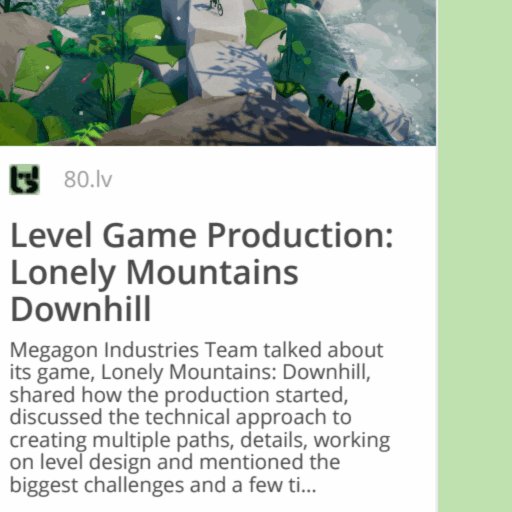 80.lv
Level Game Production:
Lonely Mountains
Downhill
Megagon Industries Team talked about
its game, Lonely Mountains: Downhill,
shared how the production started,
discussed the technical approach to
creating multiple paths, details, working
on level design and mentioned the
biggest challenges and a few ti...